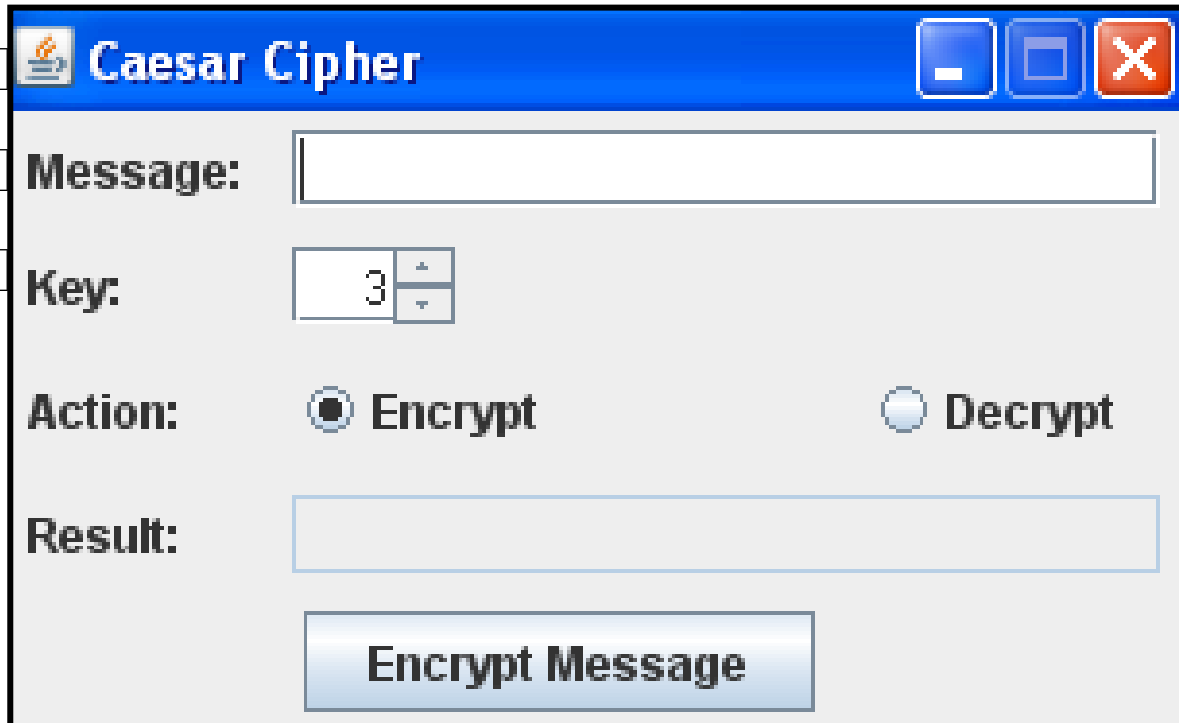 Caesar Cipher
Message:
Key: 3
Action: Encrypt Decrypt
Result:
Encrypt Message